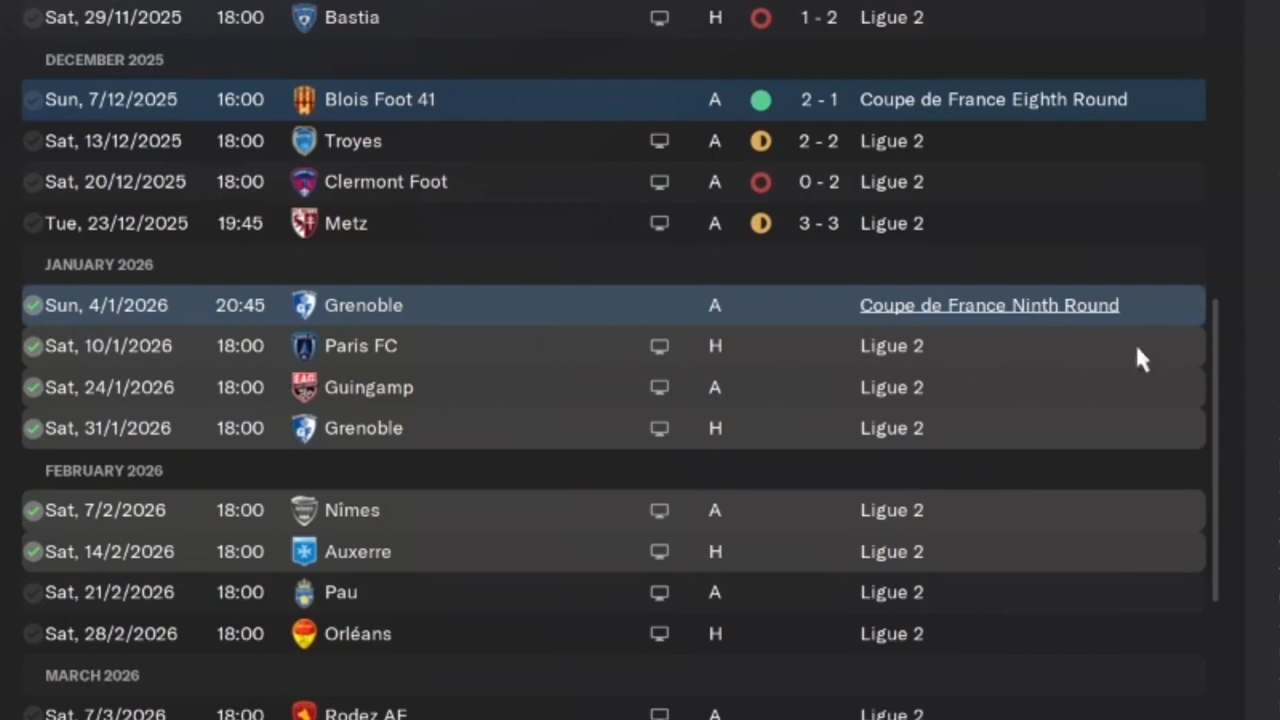 Sat, 29/11/2025 18:00 Bastia H 1 - 2 Ligue 2
DECEMBER 2025
Sun, 7/12/2025 16:00 Blois Foot 41 A 2 - 1 Coupe de France Eighth Round
Sat, 13/12/2025 18:00 Troyes A 2 - 2 Ligue 2
Sat, 20/12/2025 18:00 Clermont Foot A 0 - 2 Ligue 2
Tue, 23/12/2025 19:45 Metz A 3 - 3 Ligue 2
JANUARY 2026
Sun, 4/1/2026 20:45 Grenoble A Coupe de France Ninth Round
Sat, 10/1/2026 18:00 Paris FC H Ligue 2
Sat, 24/1/2026 18:00 Guingamp A Ligue 2
Sat, 31/1/2026 18:00 Grenoble H Ligue 2
FEBRUARY 2026
Sat, 7/2/2026 18:00 Nîmes A Ligue 2
Sat, 14/2/2026 18:00 Auxerre H Ligue 2
Sat, 21/2/2026 18:00 Pau A Ligue 2
Sat, 28/2/2026 18:00 Orléans H Ligue 2
MARCH 2026
Sat, 7/3/2026 18:00 Rodez AF A Ligue 2